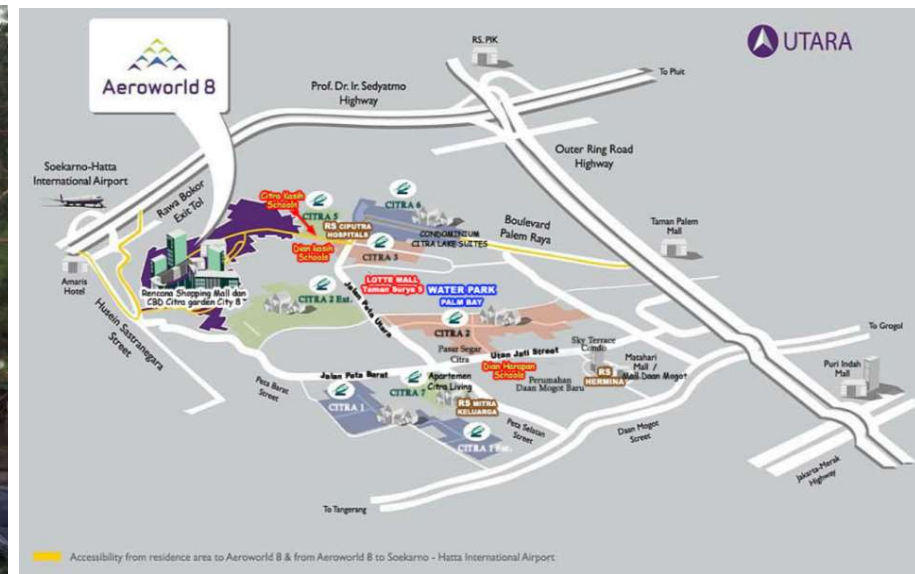 UTARA
RS. PIK
To Pluit
Aeroworld 8
Prof. Dr. Ir. Sedyatmo
Highway
Outer Ring Road
Highway
Soekarno-Hatta
International Airport
Rawa Bokor
Exit Tol
Citra Kasih
Schools
CITRA 5
CITRA 6
RS CIPUTRA
HOSPITALS
CONDOMINIUM
CITRA LAKE SUITES
Boulevard
Palem Raya
Taman Palem
Mall
Dian kasih
Schools
CITRA 3
Amaris
Hotel
Rencana Shopping Mall dan
CBD Citra garden City 8
LOTTE MALL
Taman Surya 5
WATER PARK
PALM BAY
CITRA 2 Ext.
Jalan Peta Utara
Husein Sastranegara
Street
CITRA 2
Pasar Segar
Citra
Utan Jati Street
Sky Terrace
Condo
To Grogol
Dian Harapan
Schools
Matahari
Mall /
Mall Daan Mogot
Puri Indah
Mall
Jalan Peta Barat
Peta Barat
Street
Apartemen
Citra Living
RS
HERMINA
Perumahan
Daan Mogot Baru
CITRA 1
CITRA 7
RS MITRA
KELUARGA
Peta Selatan
Street
Daan Mogot
Street
CITRA 1 Ext.
Jakarta-Merak
Highway
To Tangerang
Accessibility from residence area to Aeroworld 8 & from Aeroworld 8 to Soekarno - Hatta International Airport